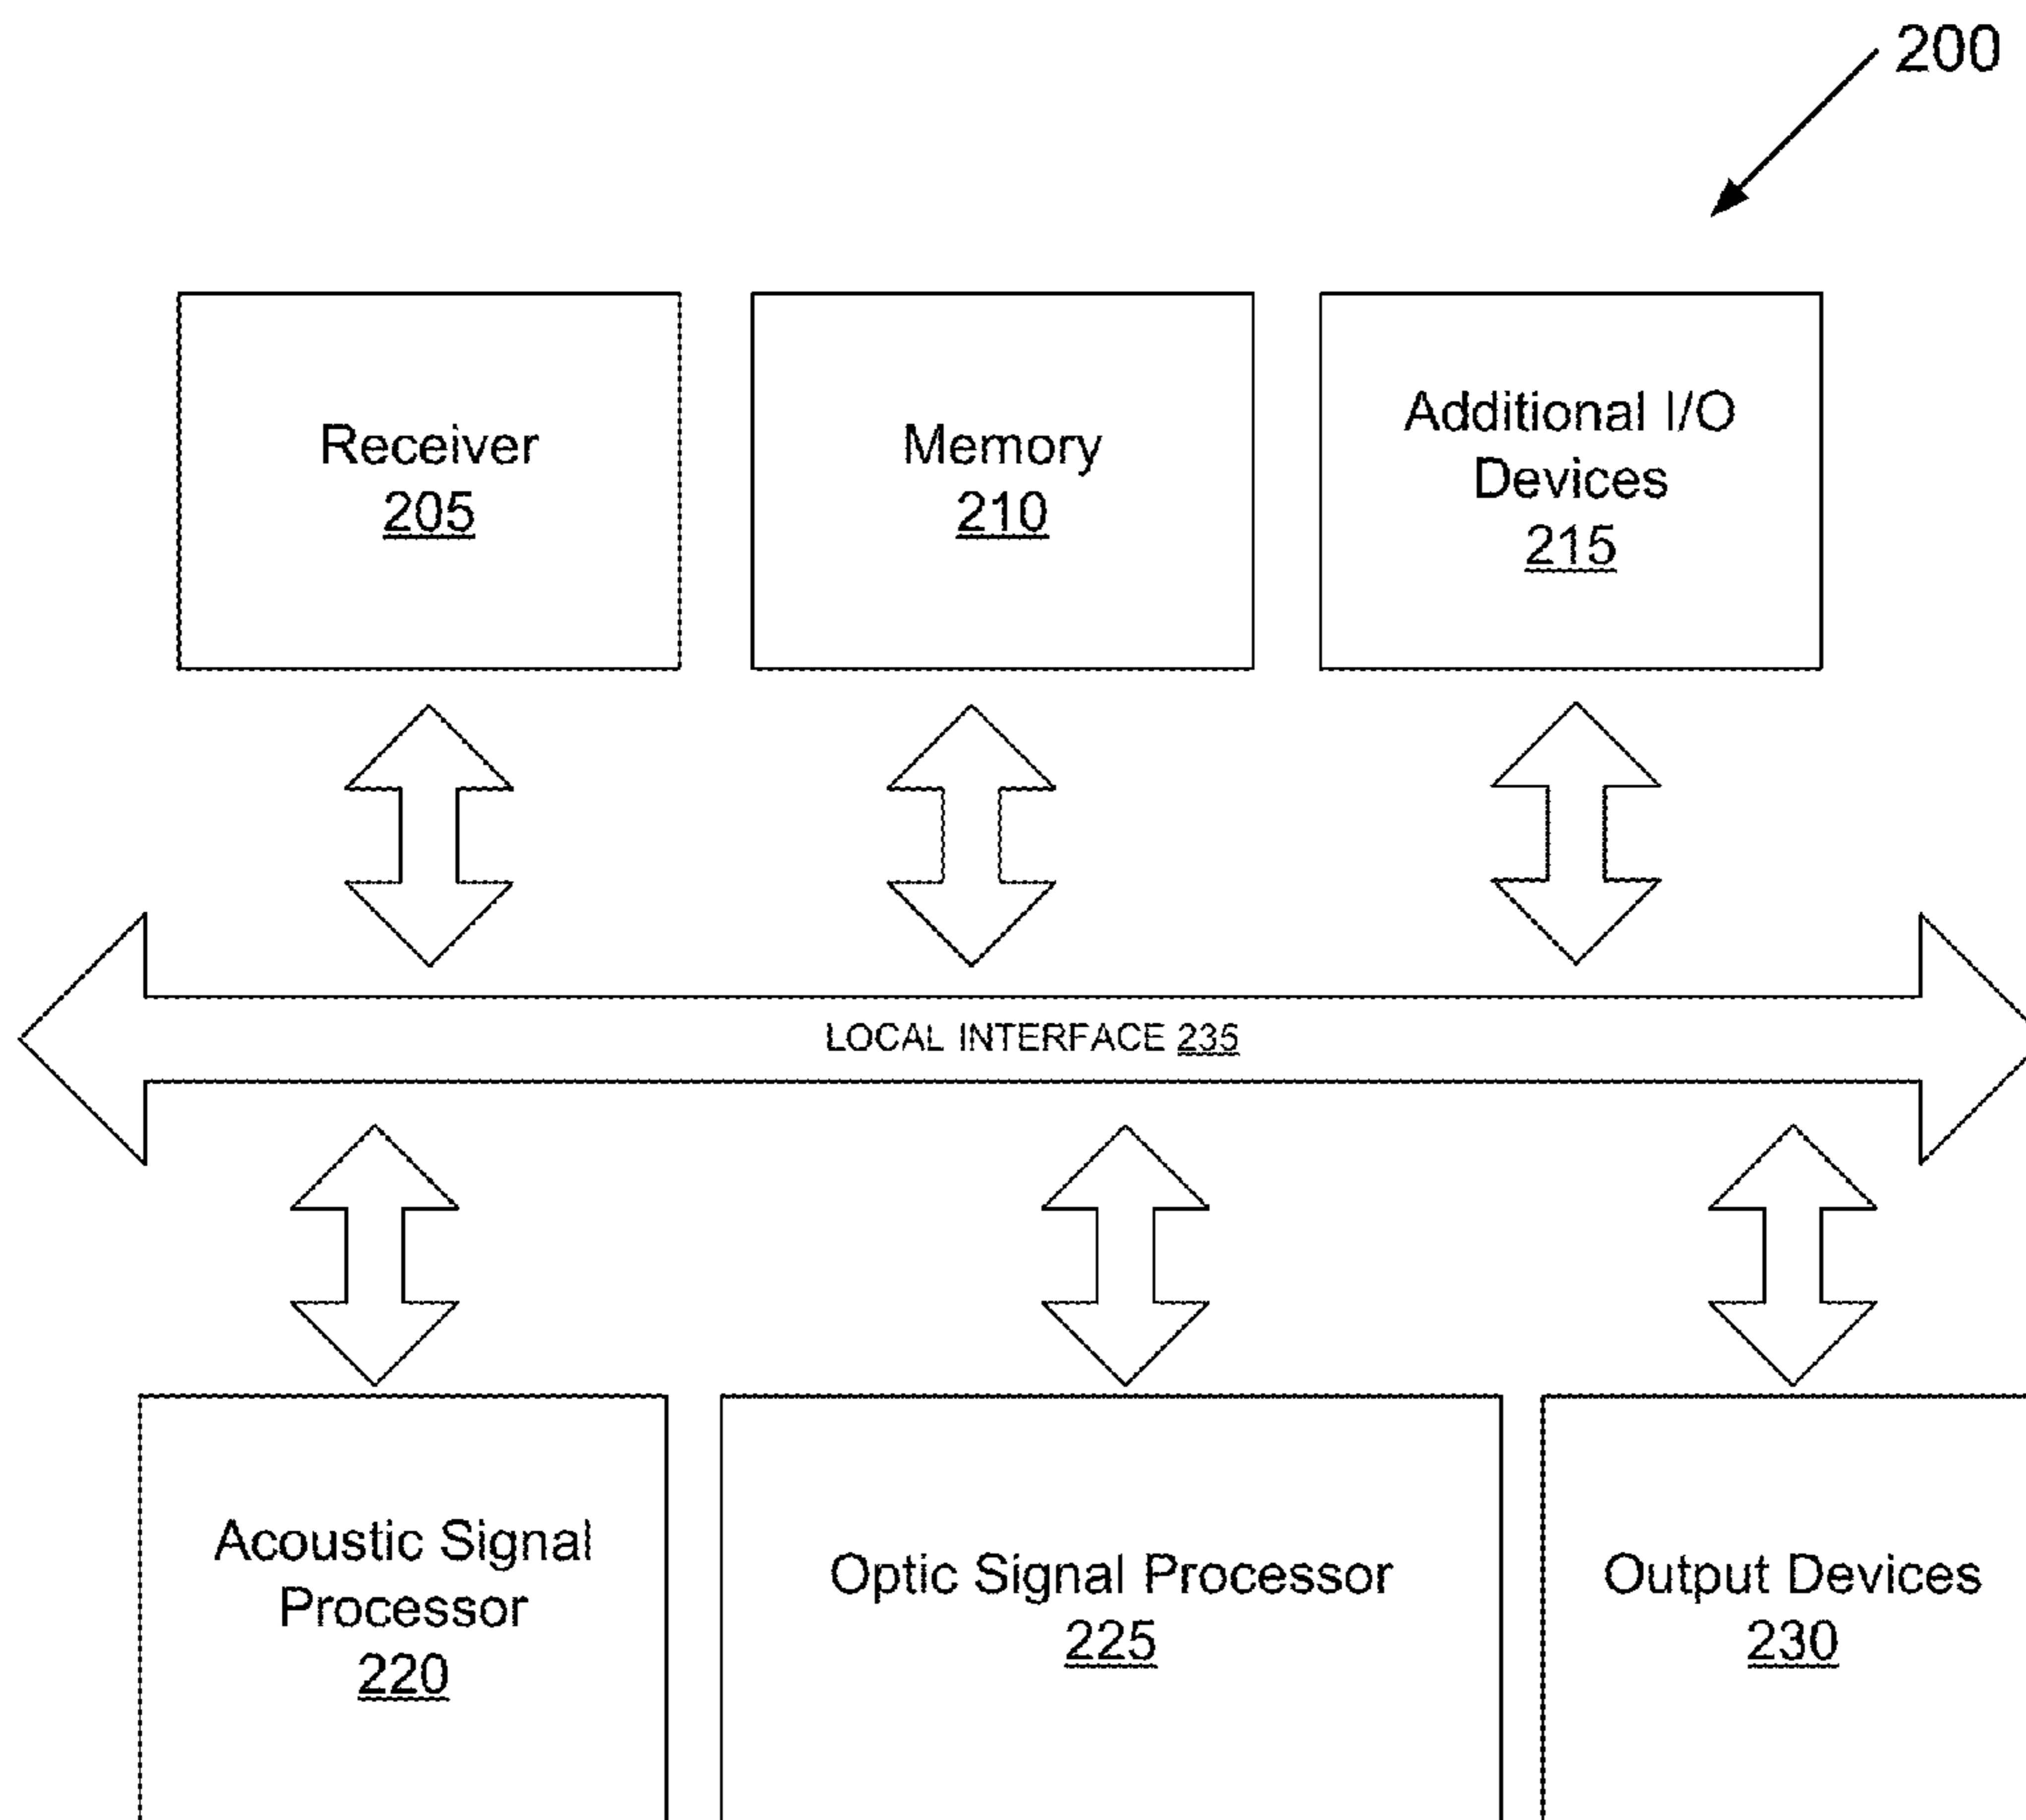 200
Receiver
205
Memory
210
Additional I/O
Devices
215
LOCAL INTERFACE 235
Acoustic Signal
Processor
220
Optic Signal Processor
225
Output Devices
230